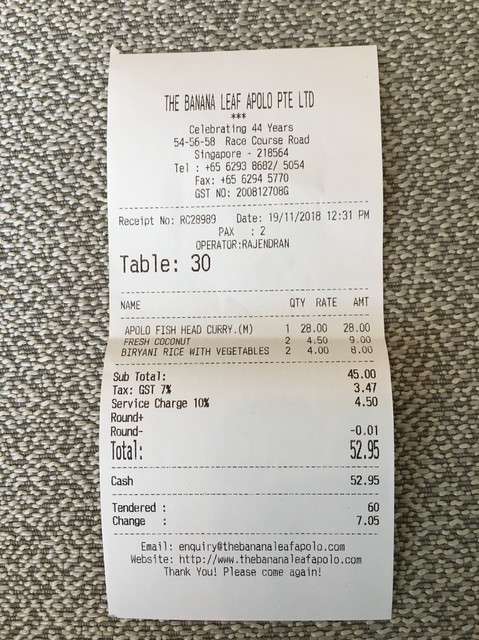 THE BANANA LEAF APOLO PTE LTD
***
Celebrating 44 Years
54-56-58 Race Course Road
Singapore - 218564
Tel : +65 6293 8682/ 5054
Fax: +65 6294 5770
GST NO: 200812708G
Receipt No: RC28989 Date: 19/11/2018 12:31 PM
PAX : 2
OPERATOR:RAJENDRAN
Table: 30
NAME QTY RATE AMT
APOLO FISH HEAD CURRY.(M) 1 28.00 28.00
FRESH COCONUT 2 4.50 9.00
BIRYANI RICE WITH VEGETABLES 2 4.00 8.00
Sub Total: 45.00
Tax: GST 7% 3.47
Service Charge 10% 4.50
Round+
Round- -0.01
Total: 52.95
Cash 52.95
Tendered : 60
Change : 7.05
Email: enquiry@thebananaleafapolo.com
Website: http://www.thebananaleafapolo.com
Thank You! Please come again!